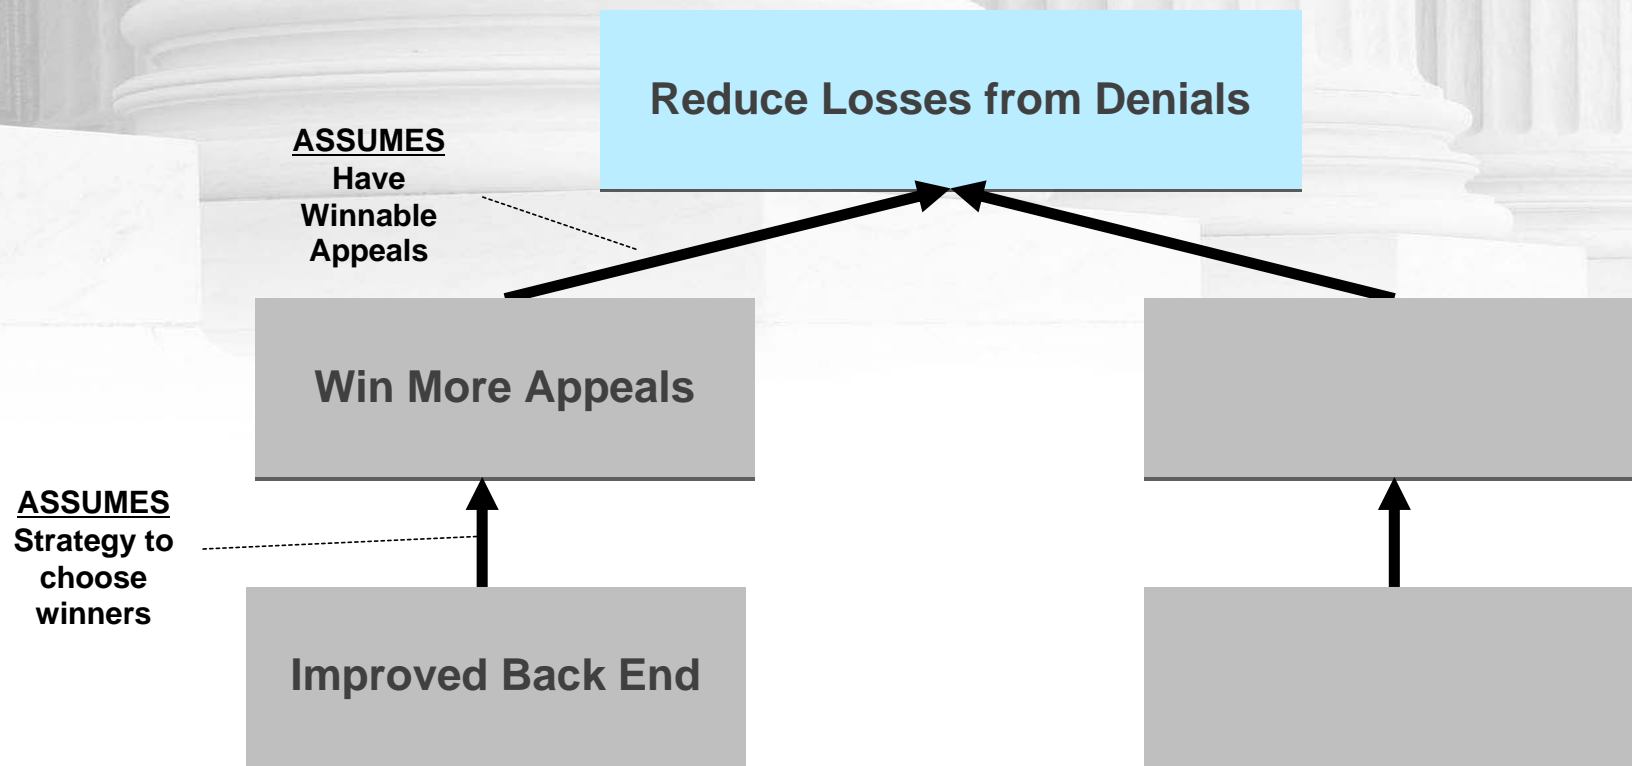 Reduce Losses from Denials
ASSUMES
Have
Winnable
Appeals
Win More Appeals
ASSUMES
Strategy to
choose
winners
Improved Back End